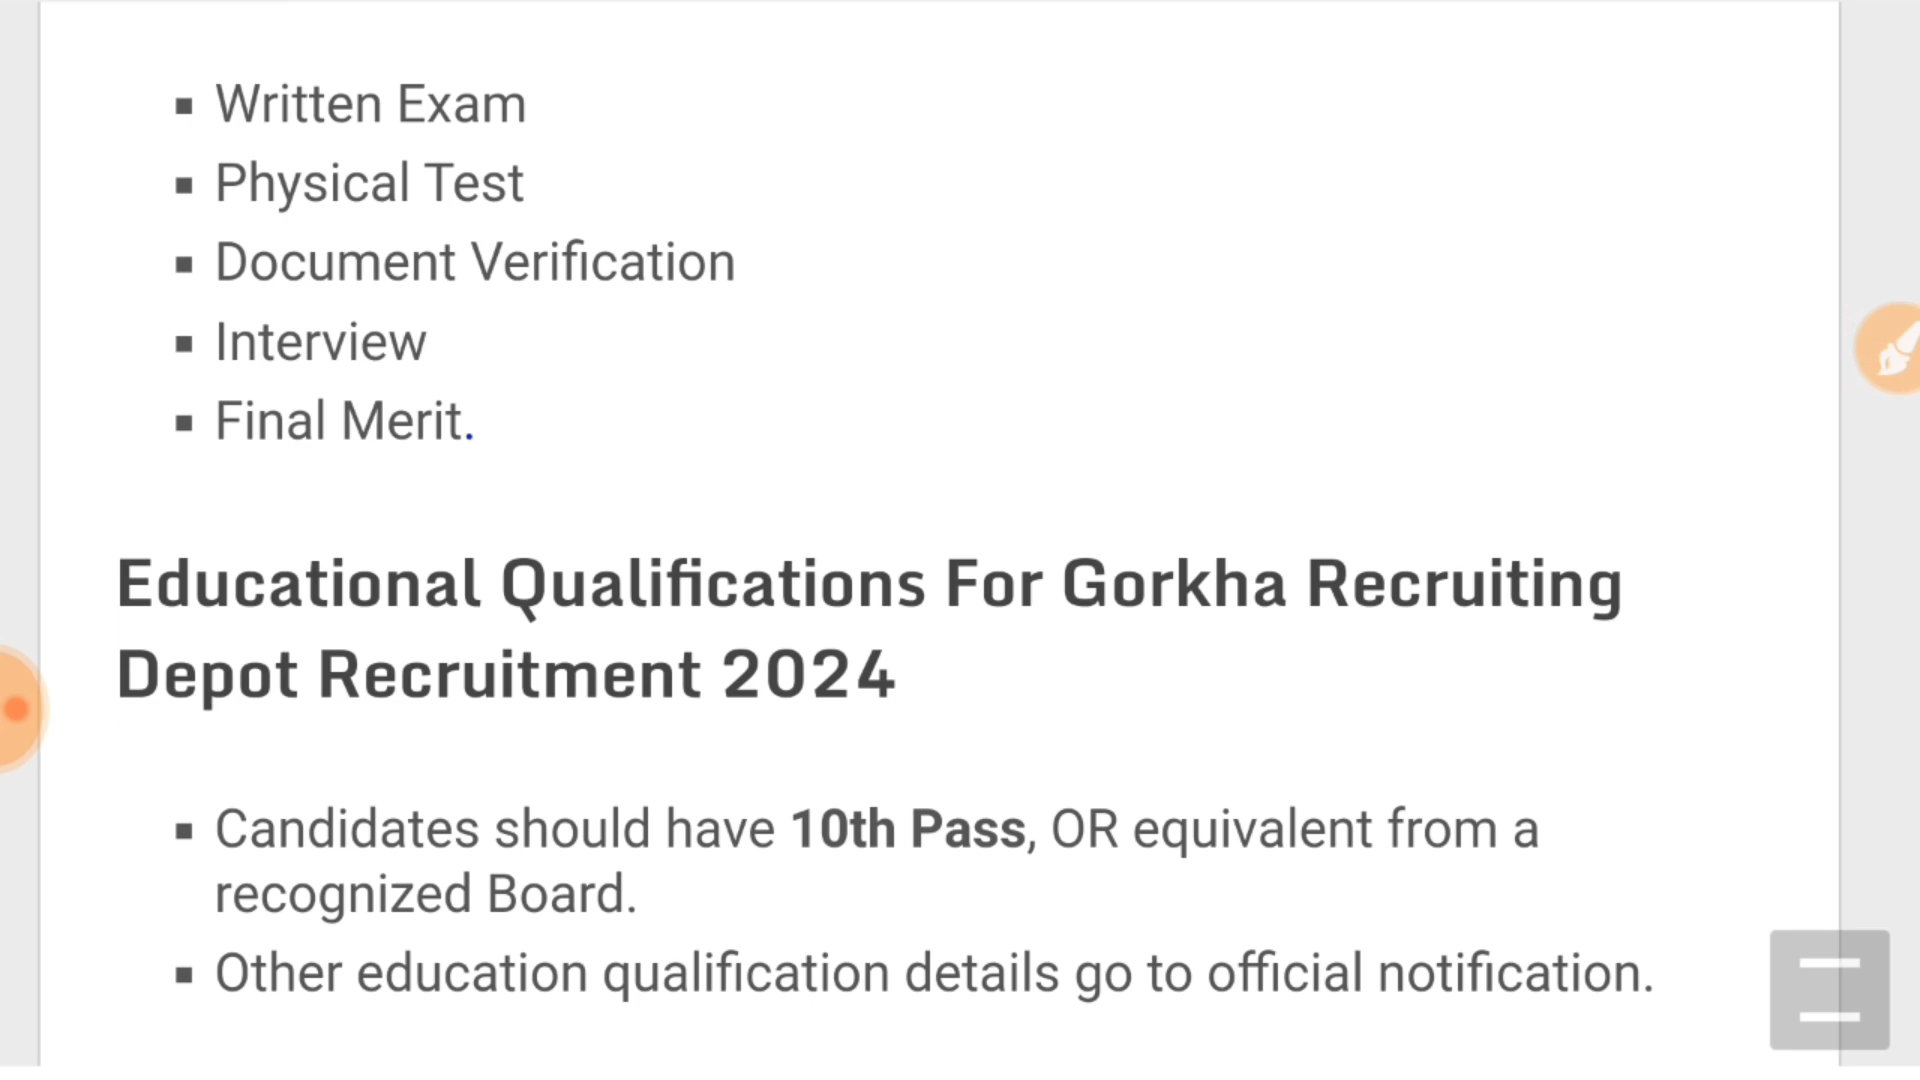 Written Exam
Physical Test
Document Verification
Interview
Final Merit.
Educational Qualifications For Gorkha Recruiting
Depot Recruitment 2024
Candidates should have 10th Pass, OR equivalent from a
recognized Board.
Other education qualification details go to official notification.